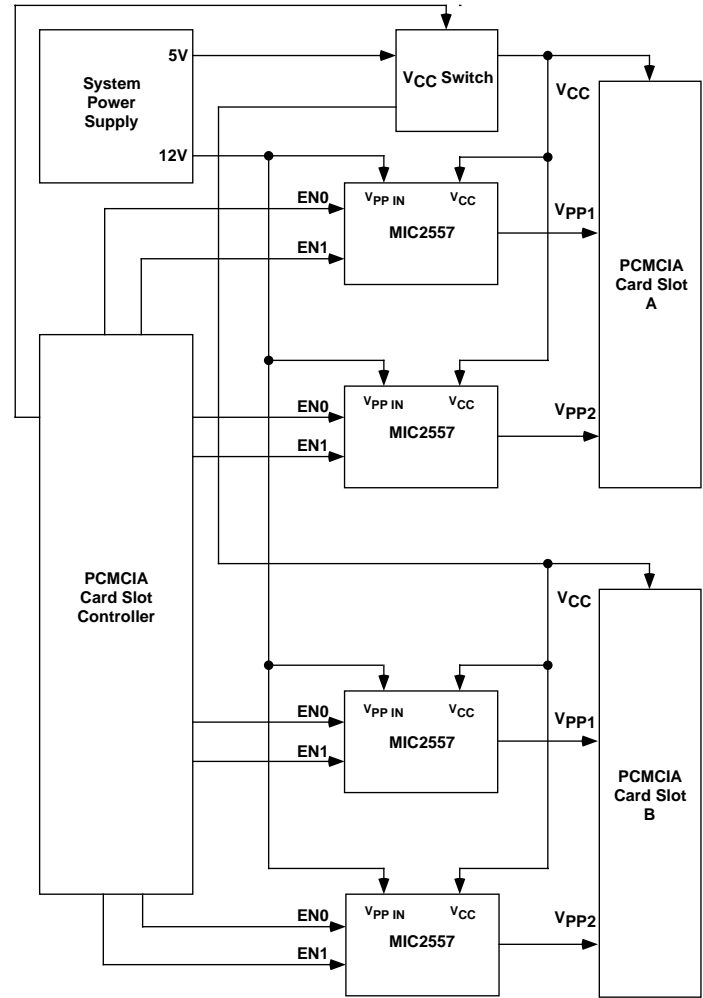 5V
System
Power
Supply
12V
VCC Switch
VCC
EN0
EN1
VPP IN
VCC
MIC2557
VPP1
PCMCIA
Card Slot
A
EN0
EN1
VPP IN
VCC
MIC2557
VPP2
PCMCIA
Card Slot
Controller
VCC
EN0
EN1
VPP IN
VCC
MIC2557
VPP1
PCMCIA
Card Slot
B
EN0
EN1
VPP IN
VCC
MIC2557
VPP2